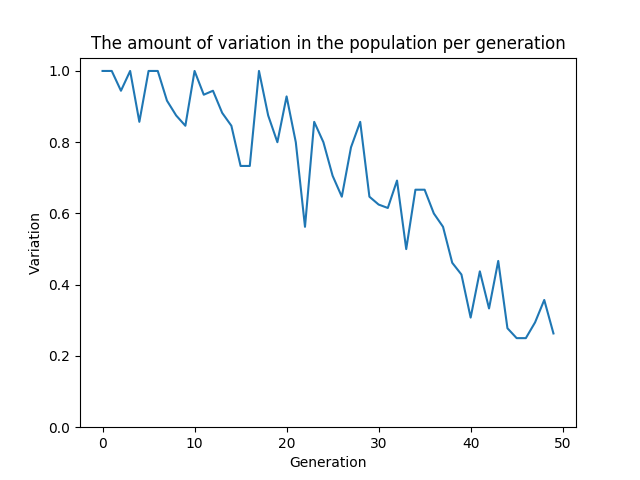 The amount of variation in the population per generation
1.0
0.8
0.6
0.4
0.2
0.0
Variation
0 10 20 30 40 50
Generation